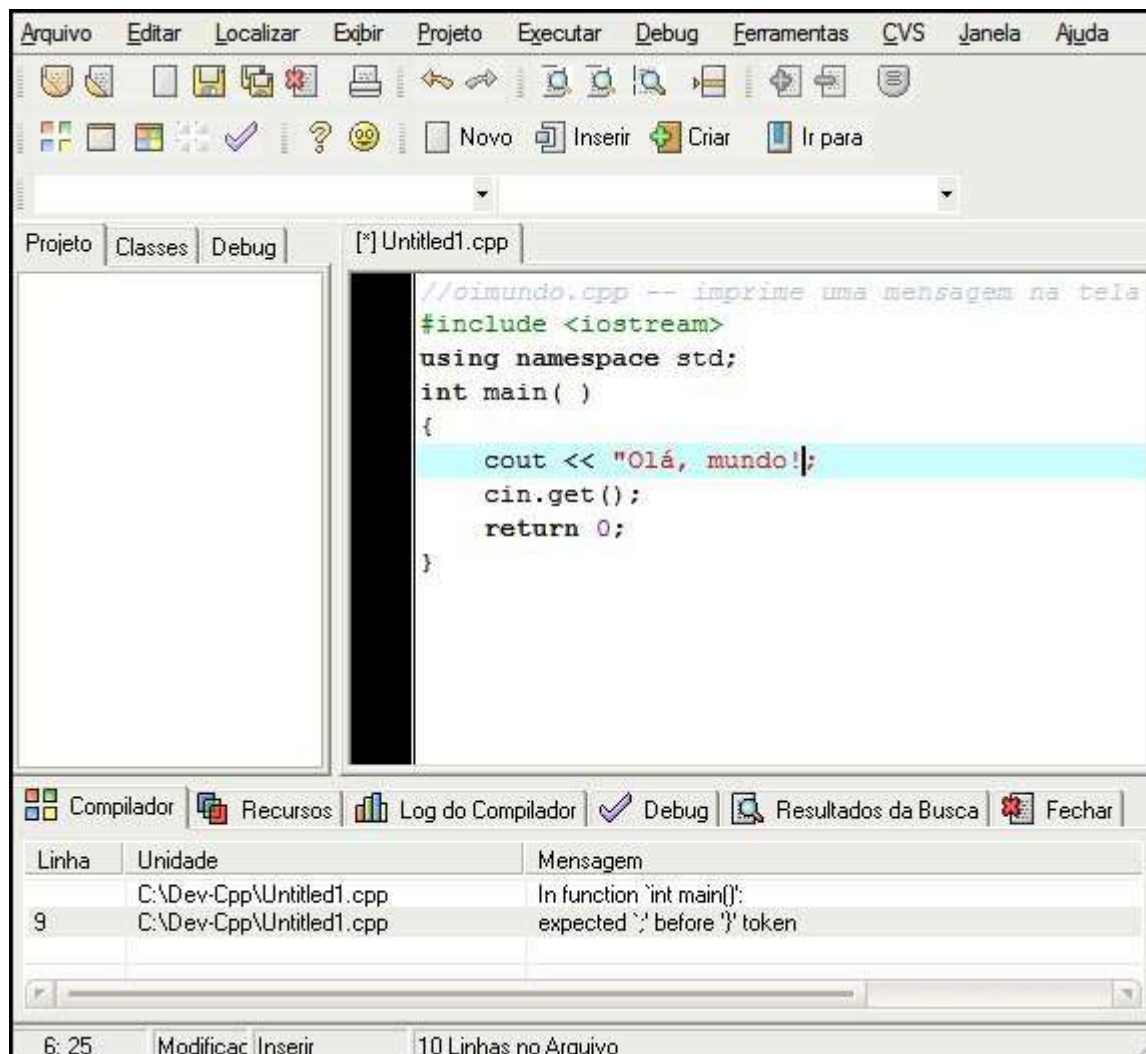 Arquivo Editar Localizar Exibir Projeto Executar Debug Ferramentas CVS Janela Ajuda
Novo Inserir Criar Ir para
Projeto Classes Debug [*] Untitled1.cpp
//oimundo.cpp -- imprime uma mensagem na tela
#include <iostream>
using namespace std;
int main( )
{
cout << "Olá, mundo!;
cin.get();
return 0;
}
Compilador Recursos Log do Compilador Debug Resultados da Busca Fechar
Linha Unidade Mensagem
C:\Dev-Cpp\Untitled1.cpp In function `int main()':
9 C:\Dev-Cpp\Untitled1.cpp expected `;' before '}' token
6: 25 Modificac Inserir 10 Linhas no Arquivo